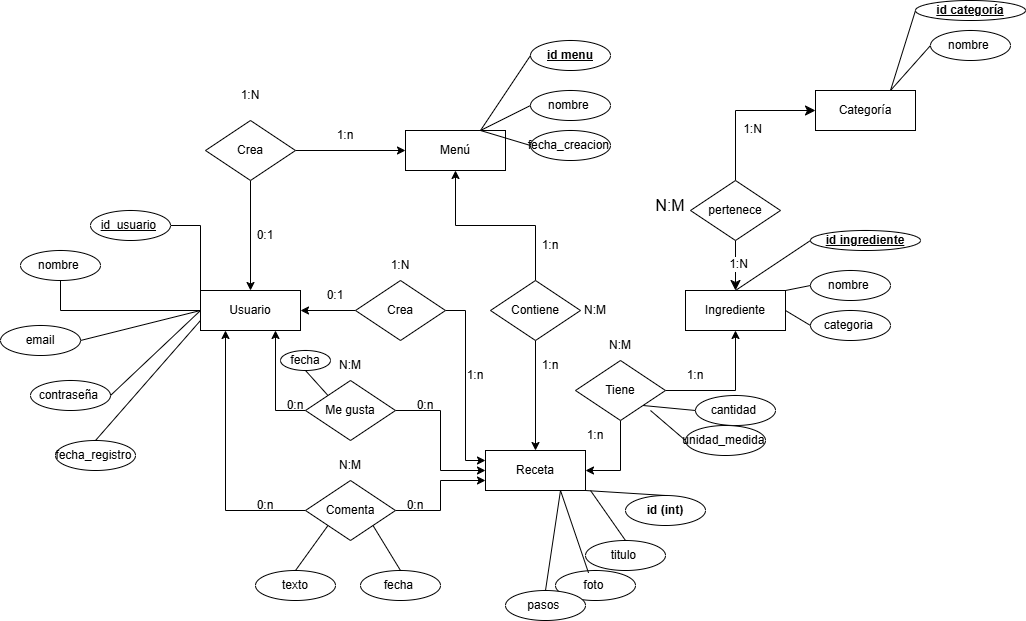 id categoría
nombre
id menu
1:N
nombre
Categoría
1:N
1:n
fecha_creacion
Crea
Menú
N:M
pertenece
id_usuario
0:1
1:n
id ingrediente
nombre
1:N
1:N
nombre
0:1
Usuario
Crea
Contiene
N:M
Ingrediente
categoria
email
N:M
N:M
fecha
1:n
1:n
1:n
Tiene
contraseña
0:n
Me gusta
0:n
cantidad
1:n
unidad_medida
fecha_registro
N:M
Receta
0:n
Comenta
0:n
id (int)
titulo
texto
fecha
foto
pasos